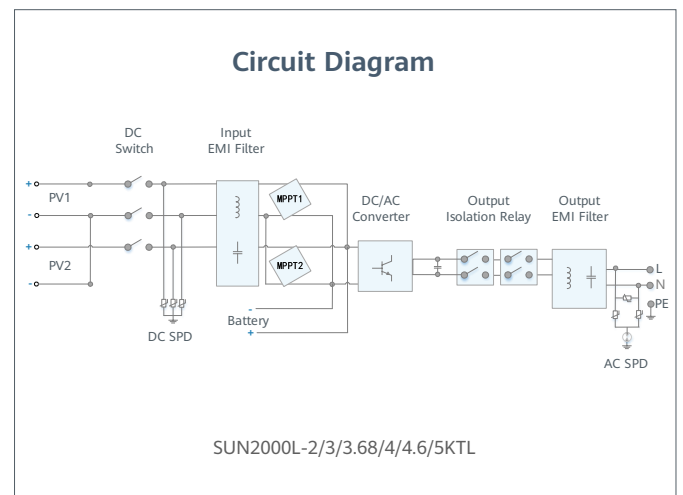 Circuit Diagram
DC
Switch
Input
EMI Filter
+
PV1
-
+
PV2
-
MPPT1
MPPT2
DC/AC
Converter
Output
Isolation Relay
Output
EMI Filter
L
N
PE
-
Battery
+
DC SPD
AC SPD
SUN2000L-2/3/3.68/4/4.6/5KTL